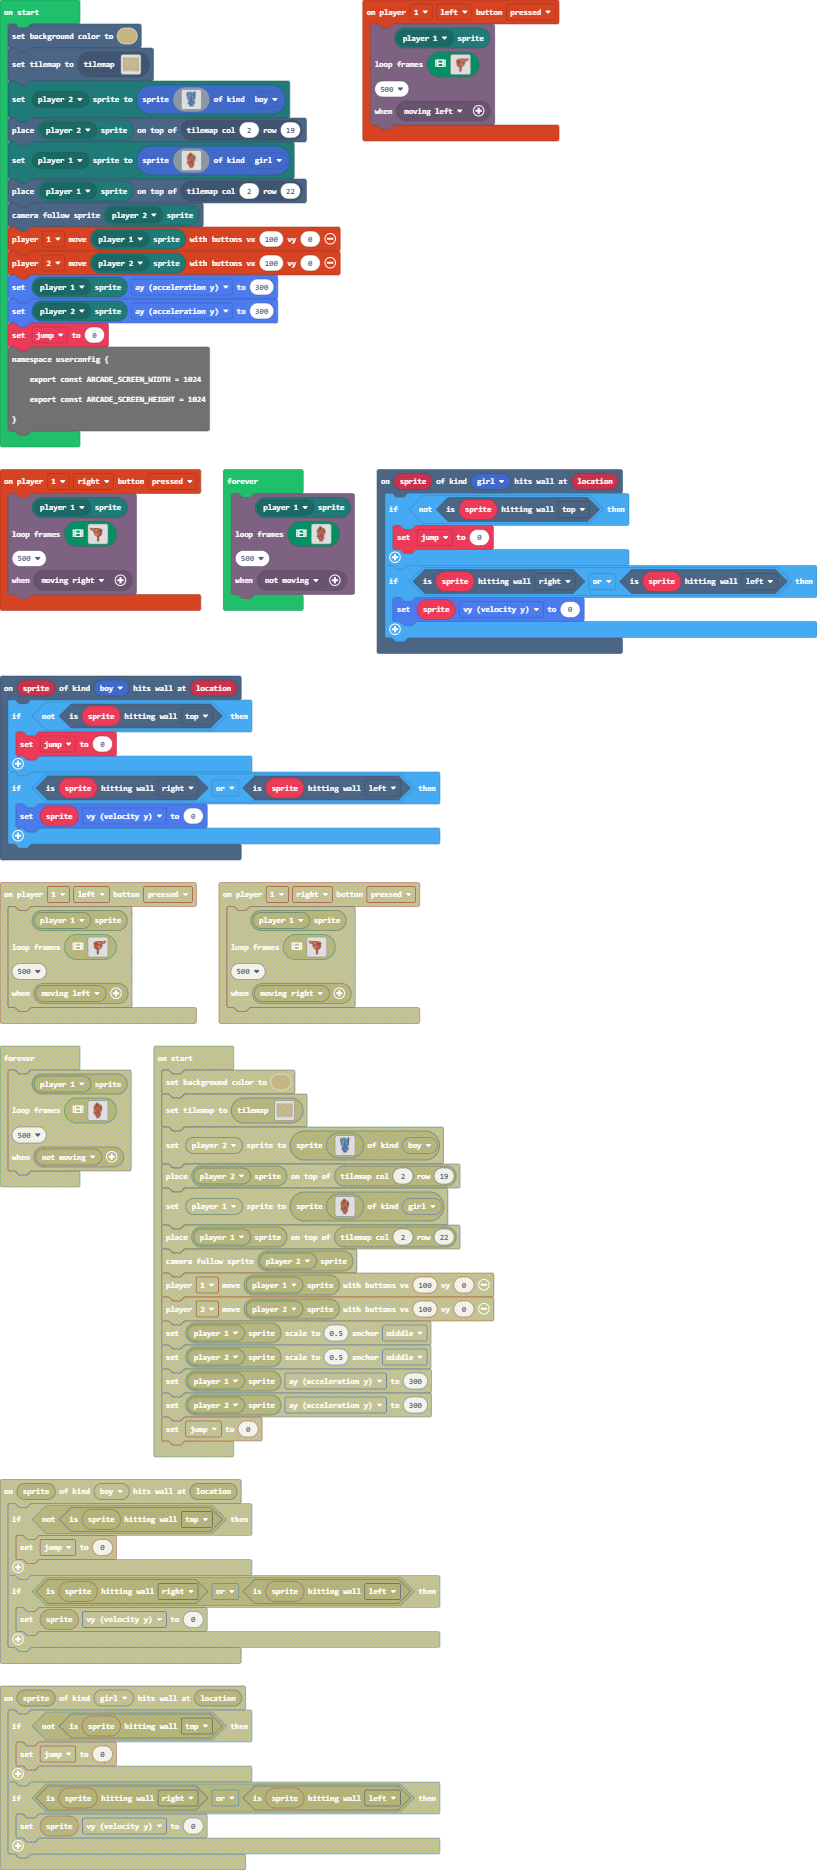 on start
set background color to
set tilemap to tilemap
set player 2 sprite to sprite of kind boy
place player 2 sprite on top of tilemap col 2 row 19
set player 1 sprite to sprite of kind girl
place player 1 sprite on top of tilemap col 2 row 22
camera follow sprite player 2 sprite
player 1 move player 1 sprite with buttons vx 100 vy 0
player 2 move player 2 sprite with buttons vx 100 vy 0
set player 1 sprite ay (acceleration y) to 300
set player 2 sprite ay (acceleration y) to 300
set jump to 0
namespace userconfig {
export const ARCADE_SCREEN_WIDTH = 1024
export const ARCADE_SCREEN_HEIGHT = 1024
}
on player 1 left button pressed
player 1 sprite
loop frames
500
when moving left
on player 1 right button pressed
player 1 sprite
loop frames
500
when moving right
forever
player 1 sprite
loop frames
500
when not moving
on sprite of kind girl hits wall at location
if not is sprite hitting wall top then
set jump to 0
if is sprite hitting wall right or is sprite hitting wall left then
set sprite vy (velocity y) to 0
on sprite of kind boy hits wall at location
if not is sprite hitting wall top then
set jump to 0
if is sprite hitting wall right or is sprite hitting wall left then
set sprite vy (velocity y) to 0
on player 1 left button pressed
player 1 sprite
loop frames
500
when moving left
on player 1 right button pressed
player 1 sprite
loop frames
500
when moving right
forever
player 1 sprite
loop frames
500
when not moving
on start
set background color to
set tilemap to tilemap
set player 2 sprite to sprite of kind boy
place player 2 sprite on top of tilemap col 2 row 19
set player 1 sprite to sprite of kind girl
place player 1 sprite on top of tilemap col 2 row 22
camera follow sprite player 2 sprite
player 1 move player 1 sprite with buttons vx 100 vy 0
player 2 move player 2 sprite with buttons vx 100 vy 0
set player 1 sprite scale to 0.5 anchor middle
set player 2 sprite scale to 0.5 anchor middle
set player 1 sprite ay (acceleration y) to 300
set player 2 sprite ay (acceleration y) to 300
set jump to 0
on sprite of kind boy hits wall at location
if not is sprite hitting wall top then
set jump to 0
if is sprite hitting wall right or is sprite hitting wall left then
set sprite vy (velocity y) to 0
on sprite of kind girl hits wall at location
if not is sprite hitting wall top then
set jump to 0
if is sprite hitting wall right or is sprite hitting wall left then
set sprite vy (velocity y) to 0